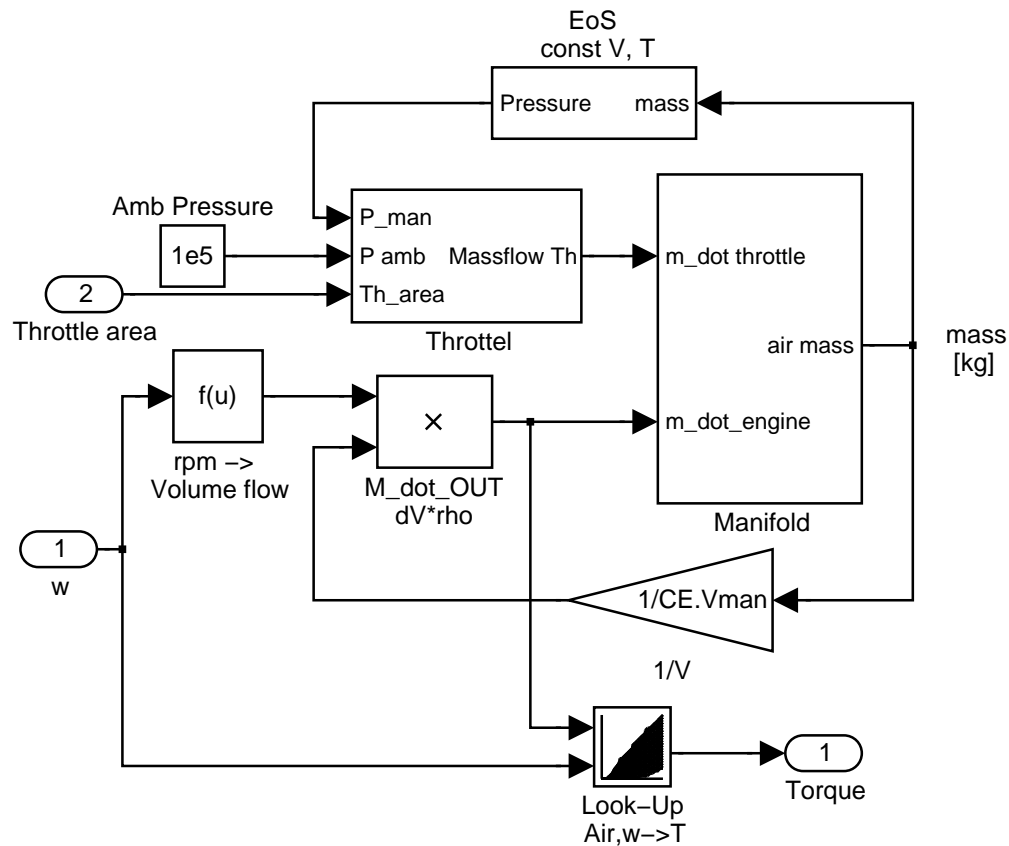 EoS
const V, T
Pressure
mass
Amb Pressure
1e5
P_man
P amb
Massflow Th
Th_area
Throttel
2
Throttle area
m_dot throttle
air mass
m_dot_engine
Manifold
mass
[kg]
f(u)
rpm −>
Volume flow
×
M_dot_OUT
dV*rho
1
w
1/CE.Vman
1/V
Look−Up
Air,w−>T
1
Torque